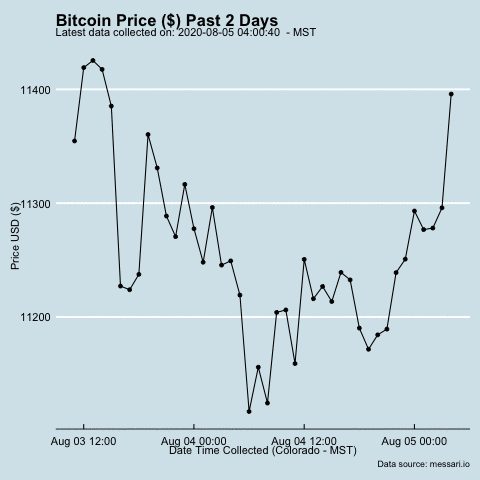 Bitcoin Price ($) Past 2 Days
Latest data collected on: 2020-08-05 04:00:40  - MST
11400
11300
11200
Price USD ($)
Aug 03 12:00
Aug 04 00:00
Aug 04 12:00
Aug 05 00:00
Date Time Collected (Colorado - MST)
Data source: messari.io